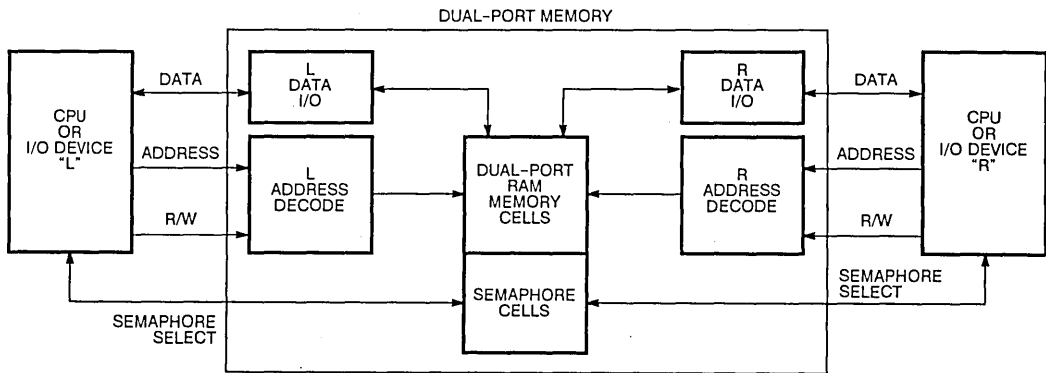 DUAL-PORT MEMORY
CPU
OR
I/O DEVICE
"L"
DATA
ADDRESS
R/W
L
DATA
I/O
L
ADDRESS
DECODE
DUAL-PORT
RAM
MEMORY
CELLS
SEMAPHORE
CELLS
R
DATA
I/O
R
ADDRESS
DECODE
DATA
ADDRESS
R/W
CPU
OR
I/O DEVICE
"R"
SEMAPHORE
SELECT
SEMAPHORE
SELECT